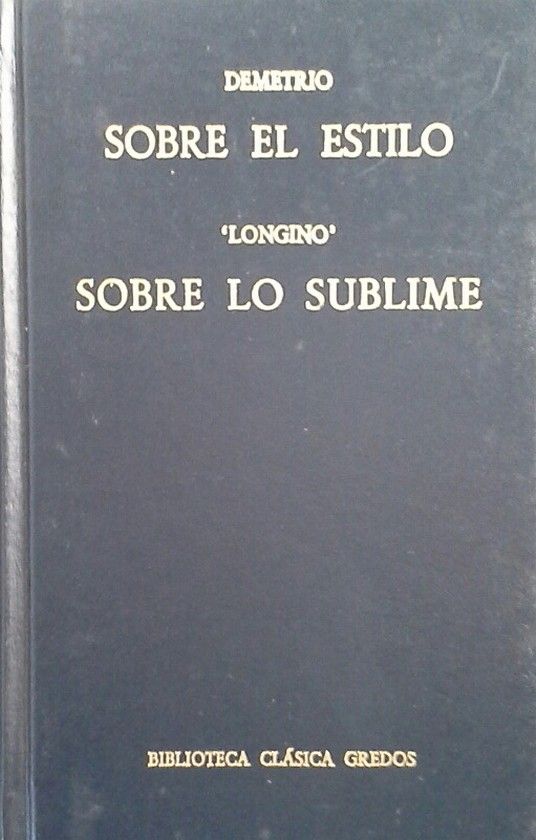 DEMETRIO
SOBRE EL ESTILO
‘LONGINO’
SOBRE LO SUBLIME
BIBLIOTECA CLÁSICA GREDOS